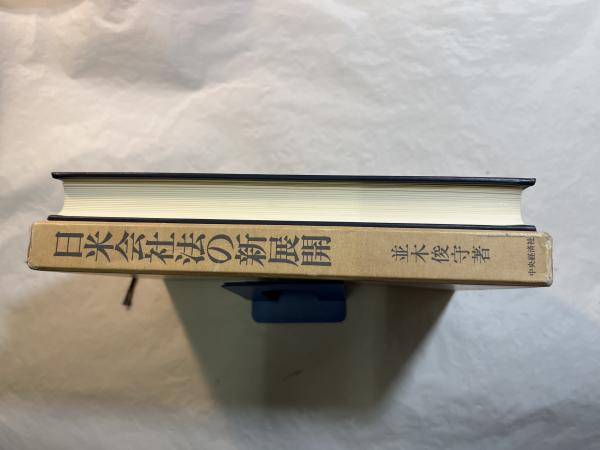 日米会社法の新展開
並木俊守著
中央経済社